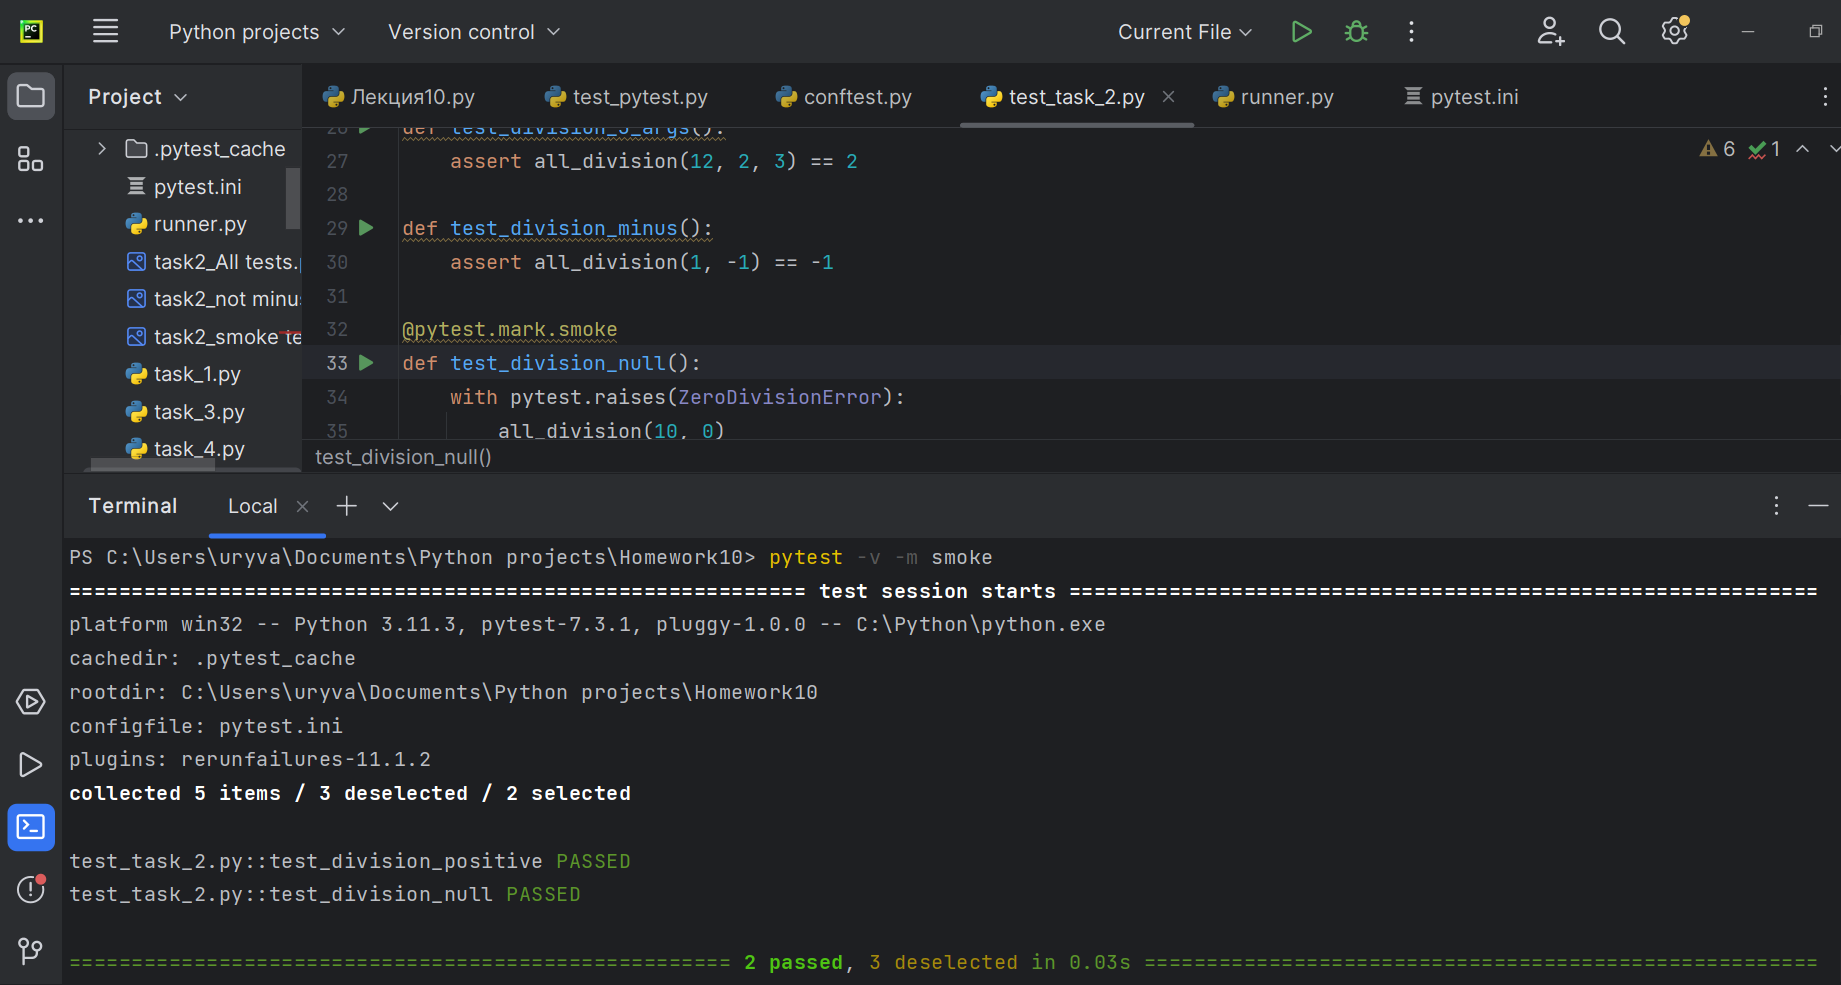 PC
Python projects
Version control
Current File
Project
Лекция10.py
test_pytest.py
conftest.py
test_task_2.py
runner.py
pytest.ini
.pytest_cache
pytest.ini
runner.py
task2_All tests.
task2_not minu
task2_smoke te
task_1.py
task_3.py
task_4.py
26 def test_division_3_args():
27 assert all_division(12, 2, 3) == 2
28
29 def test_division_minus():
30 assert all_division(1, -1) == -1
31
32 @pytest.mark.smoke
33 def test_division_null():
34 with pytest.raises(ZeroDivisionError):
35 all_division(10, 0)
6 1
test_division_null()
Terminal
Local
PS C:\Users\uryva\Documents\Python projects\Homework10> pytest -v -m smoke
=========================================================== test session starts ============================================================
platform win32 -- Python 3.11.3, pytest-7.3.1, pluggy-1.0.0 -- C:\Python\python.exe
cachedir: .pytest_cache
rootdir: C:\Users\uryva\Documents\Python projects\Homework10
configfile: pytest.ini
plugins: rerunfailures-11.1.2
collected 5 items / 3 deselected / 2 selected
test_task_2.py::test_division_positive PASSED
test_task_2.py::test_division_null PASSED
===================================================== 2 passed, 3 deselected in 0.03s ======================================================